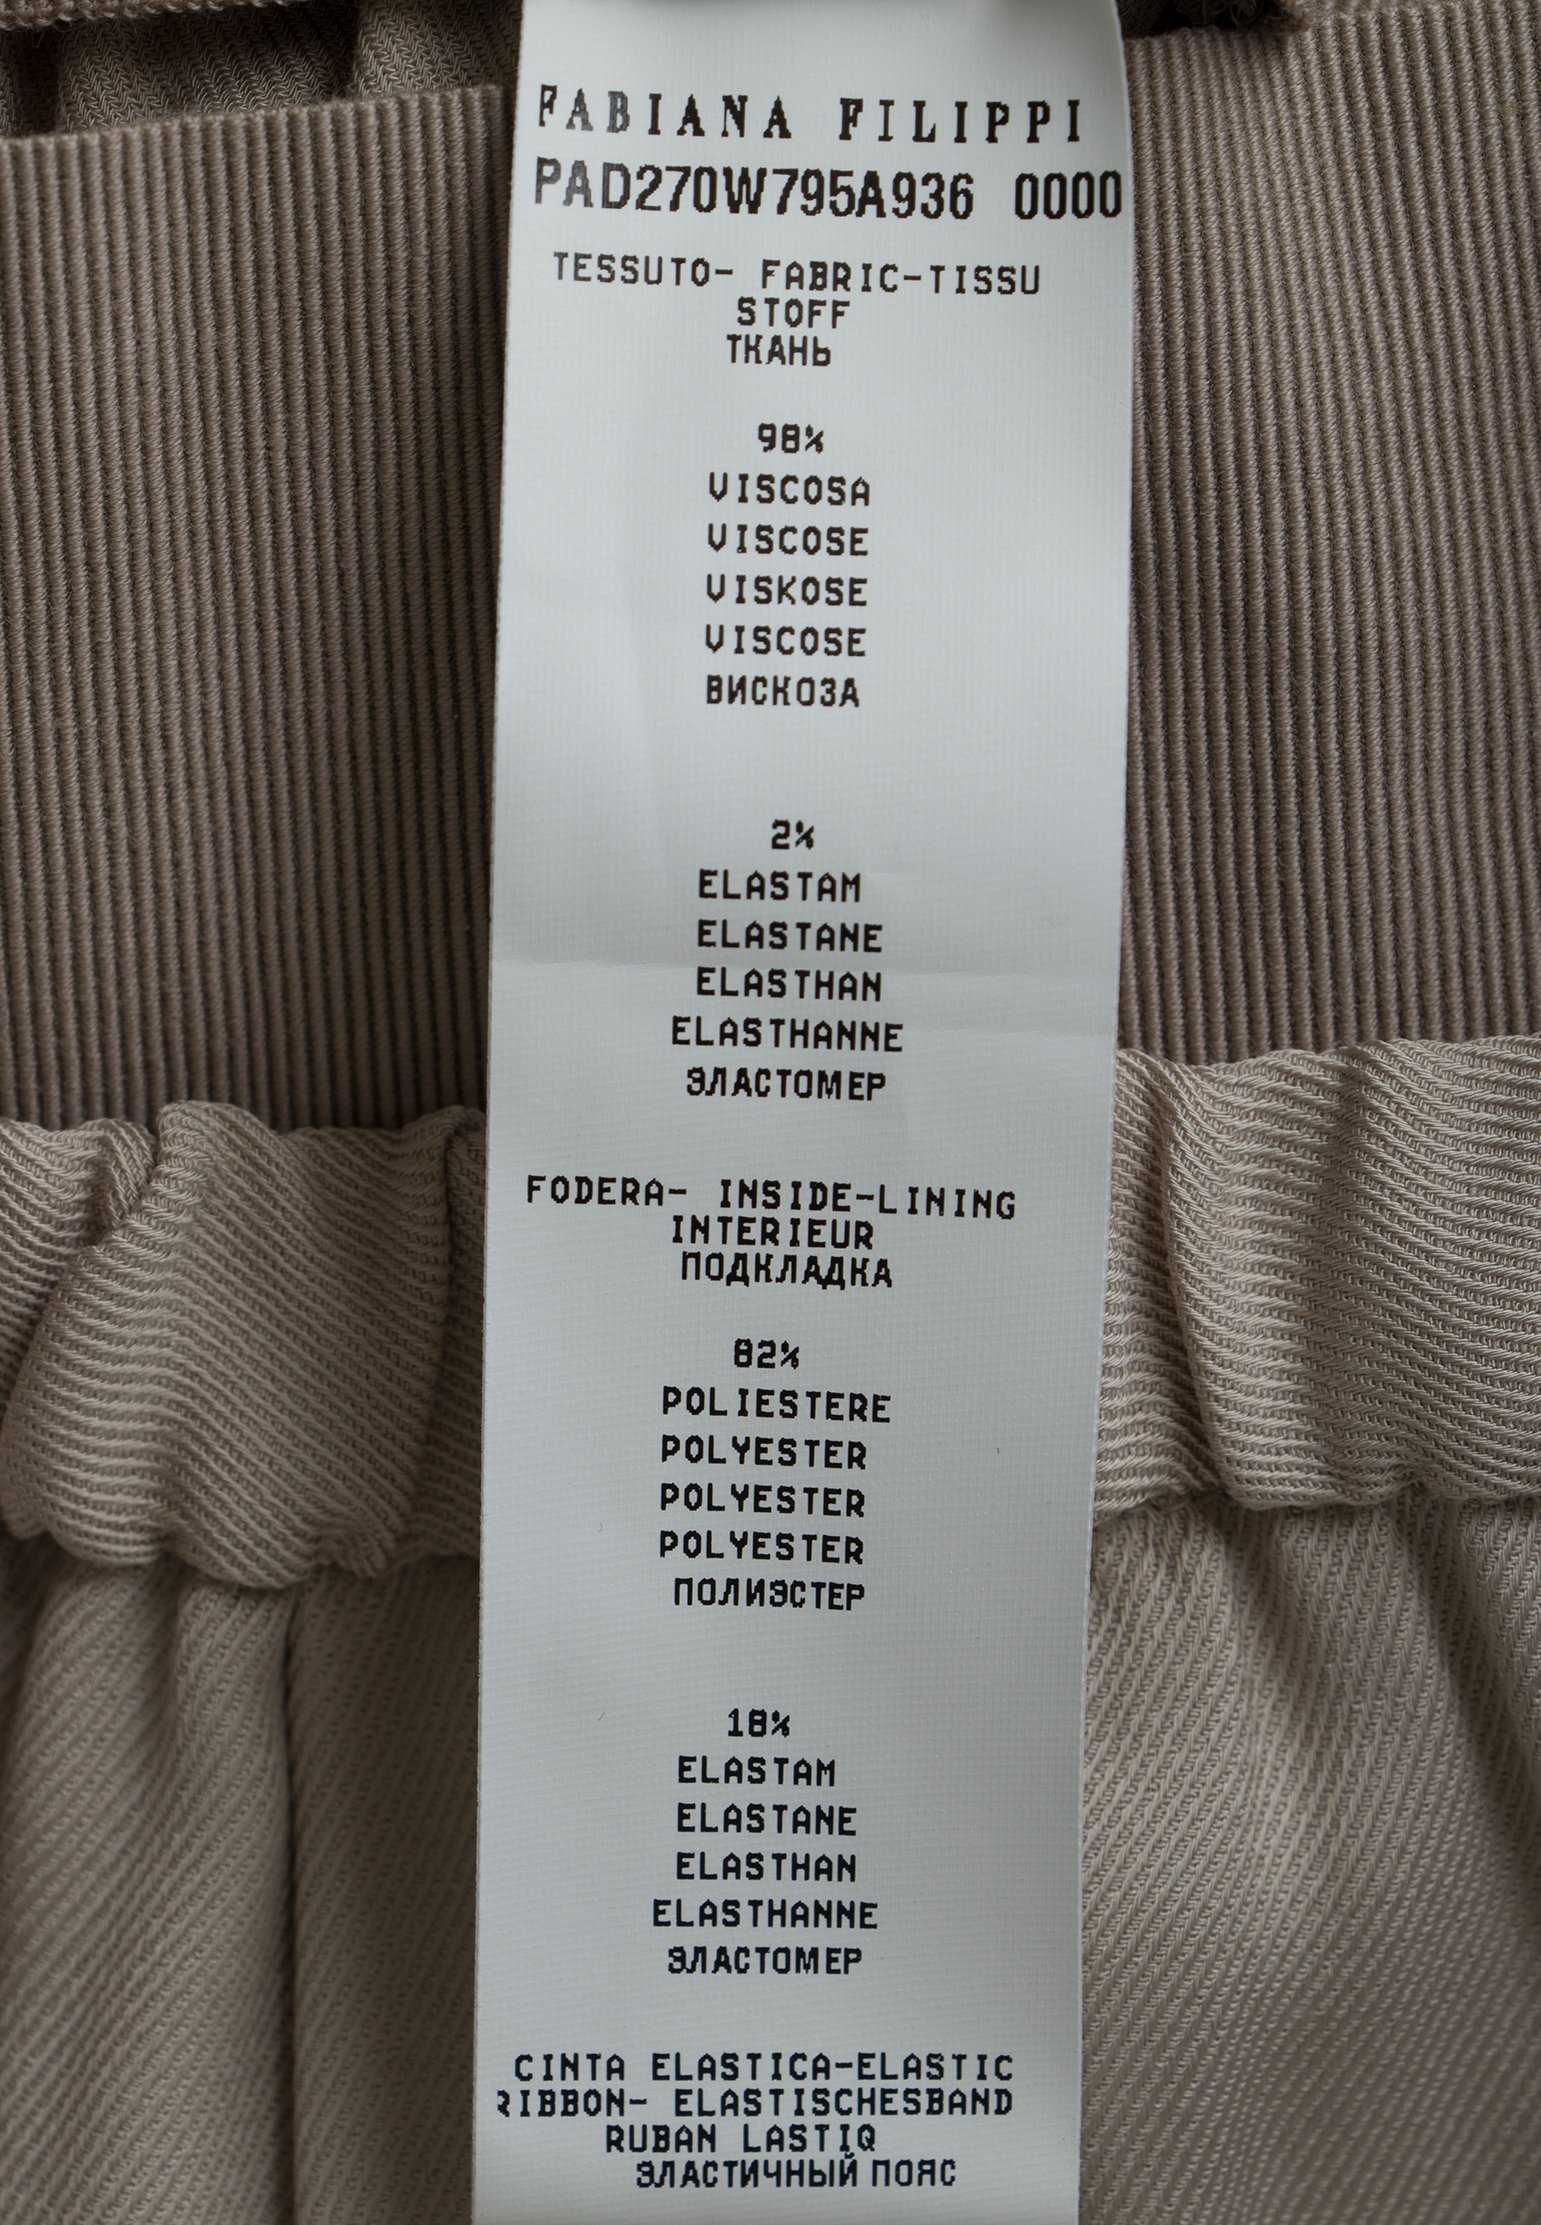 FABIANA FILIPPI
PAD270W795A936 0000
TESSUTO- FABRIC-TISSU
STOFF
ТКАНЬ
98%
VISCOSA
VISCOSE
VISKOSE
VISCOSE
ВИСКОЗА
2%
ELASTAM
ELASTANE
ELASTHAN
ELASTHANNE
ЭЛАСТОМЕР
FODERA- INSIDE-LINING
INTERIEUR
ПОДКЛАДКА
82%
POLIESTERE
POLYESTER
POLYESTER
POLYESTER
ПОЛИЭСТЕР
18%
ELASTAM
ELASTANE
ELASTHAN
ELASTHANNE
ЭЛАСТОМЕР
CINTA ELASTICA-ELASTIC
RIBBON- ELASTISCHESBAND
RUBAN LASTIQ
ЭЛАСТИЧНЫЙ ПОЯС